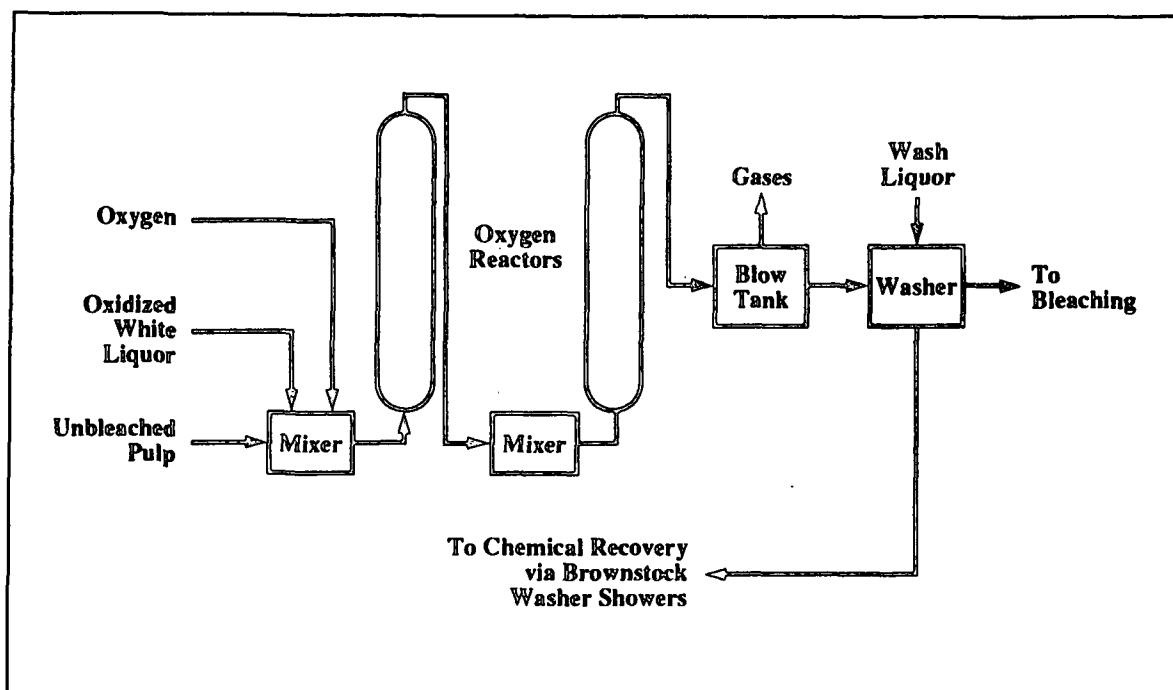 Oxygen
Oxidized
White
Liquor
Unbleached
Pulp
Mixer
Oxygen
Reactors
Mixer
Gases
Blow
Tank
Wash
Liquor
Washer
To
Bleaching
To Chemical Recovery
via Brownstock
Washer Showers